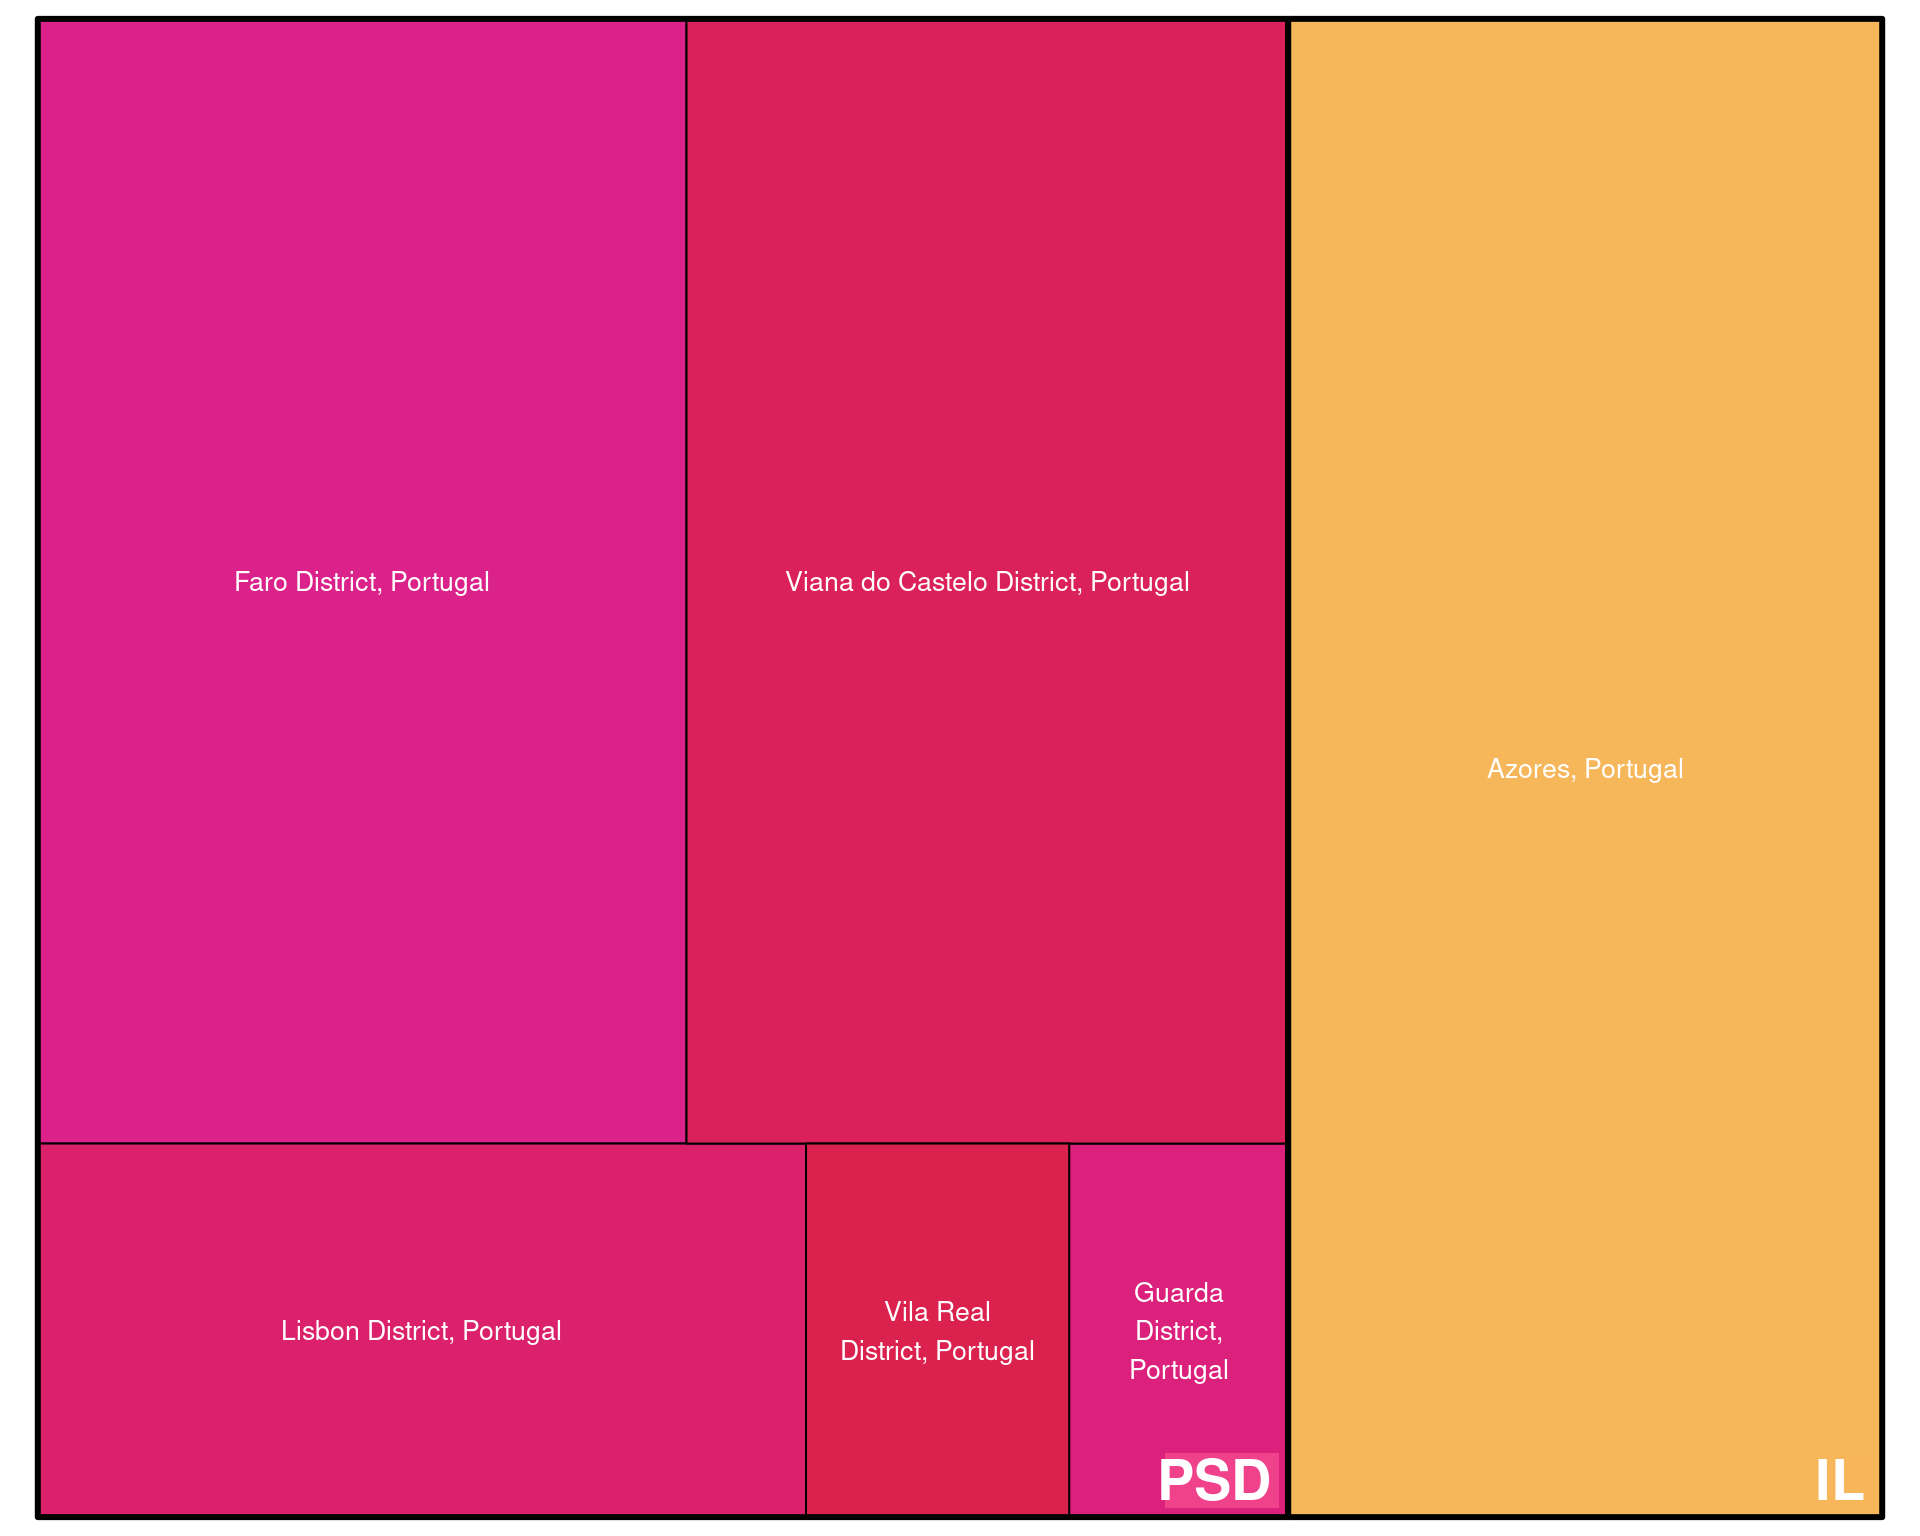 Faro District, Portugal
Viana do Castelo District, Portugal
Azores, Portugal
Lisbon District, Portugal
Vila Real
District, Portugal
Guarda
District,
Portugal
PSD
IL